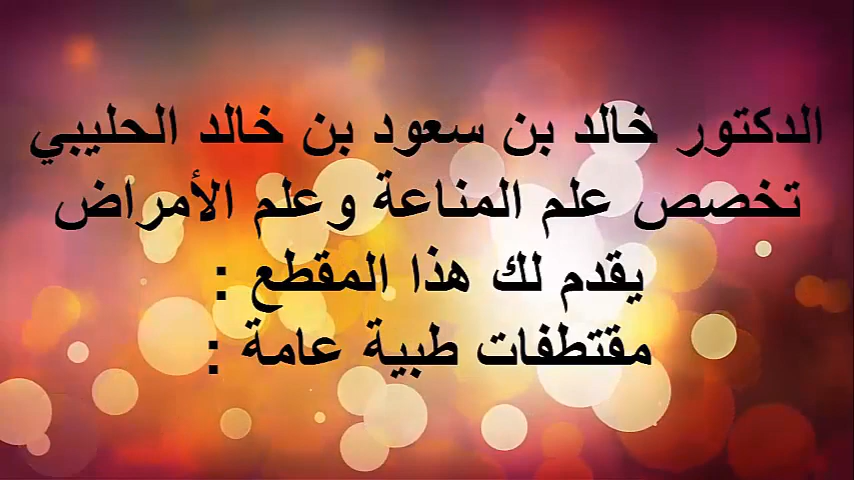 الدكتور خالد بن سعود بن خالد الحليبي
تخصص علم المناعة وعلم الأمراض
يقدم لك هذا المقطع :
مقتطفات طبية عامة :